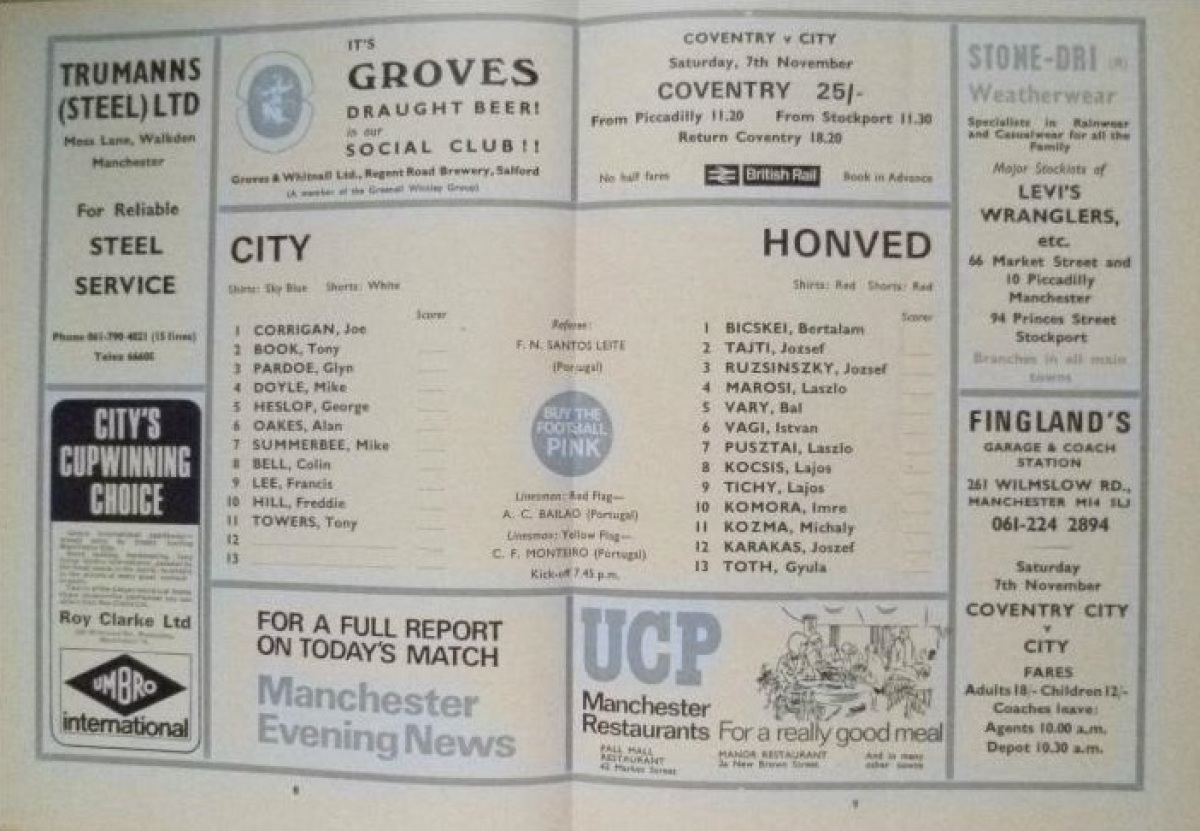 TRUMANNS
(STEEL) LTD
Moss Lane, Walkden
Manchester
For Reliable
STEEL
SERVICE
Phone 061-790 4821 (15 lines)
Telex 66608
CITY'S
CUPWINNING
CHOICE
Roy Clarke Ltd
UMBRO
international
IT'S
GROVES
DRAUGHT BEER!
in our
SOCIAL CLUB!!
Groves & Whitnall Ltd., Regent Road Brewery, Salford
(A member of the Greenall Whitley Group)
COVENTRY v CITY
Saturday, 7th November
COVENTRY 25/-
From Piccadilly 11.20 From Stockport 11.30
Return Coventry 18.20
No half fares British Rail Book in Advance
CITY
Shirts: Sky Blue Shorts: White
Scorer
1 CORRIGAN, Joe
2 BOOK, Tony
3 PARDOE, Glyn
4 DOYLE, Mike
5 HESLOP, George
6 OAKES, Alan
7 SUMMERBEE, Mike
8 BELL, Colin
9 LEE, Francis
10 HILL, Freddie
11 TOWERS, Tony
12
13
Referee:
F. N. SANTOS LEITE
(Portugal)
BUY THE
FOOTBALL
PINK
Linesman: Red Flag—
A. C. BAILAO (Portugal)
Linesman: Yellow Flag—
C. F. MONTEIRO (Portugal)
Kick-off 7.45 p.m.
HONVED
Shirts: Red Shorts: Red
Scorer
1 BICSKEI, Bertalam
2 TAJTI, Jozsef
3 RUZSINSZKY, Jozsef
4 MAROSI, Laszlo
5 VARY, Bal
6 VAGI, Istvan
7 PUSZTAI, Laszlo
8 KOCSIS, Lajos
9 TICHY, Lajos
10 KOMORA, Imre
11 KOZMA, Michaly
12 KARAKAS, Joszef
13 TOTH, Gyula
FOR A FULL REPORT
ON TODAY'S MATCH
Manchester
Evening News
UCP
Manchester
Restaurants For a really good meal
PALL MALL
RESTAURANT
42 Market Street
MANOR RESTAURANT
2a New Brown Street
And in many
other towns
STONE-DRI (R)
Weatherwear
Specialists in Rainwear
and Casualwear for all the
Family
Major Stockists of
LEVI'S
WRANGLERS,
etc.
66 Market Street and
10 Piccadilly
Manchester
94 Princes Street
Stockport
Branches in all main
towns
FINGLAND'S
GARAGE & COACH
STATION
261 WILMSLOW RD.,
MANCHESTER M14 5LJ
061-224 2894
Saturday
7th November
COVENTRY CITY
v
CITY
FARES
Adults 18/- Children 12/-
Coaches leave:
Agents 10.00 a.m.
Depot 10.30 a.m.
8
9